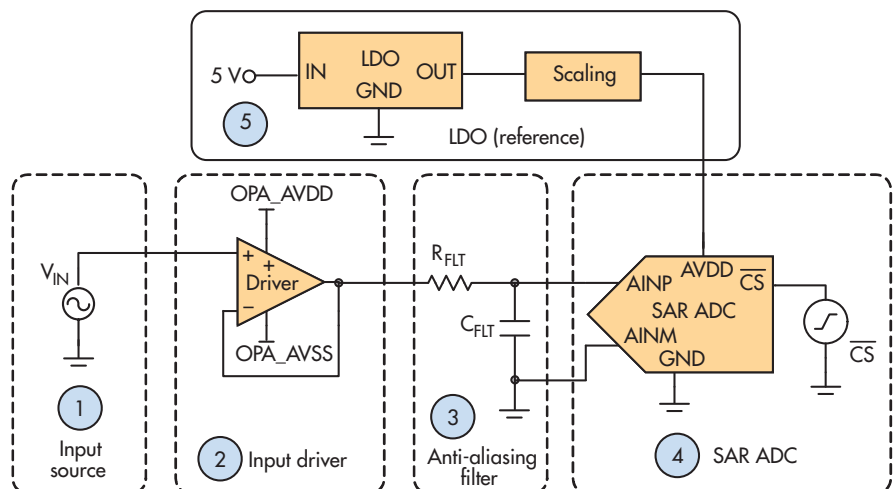 5 V
IN
LDO
OUT
GND
Scaling
5
LDO (reference)
OPA_AVDD
V_IN
+
+
Driver
−
OPA_AVSS
R_FLT
C_FLT
AINP
AVDD
CS
SAR ADC
AINM
GND
CS
1
Input
source
2
Input driver
3
Anti-aliasing
filter
4
SAR ADC